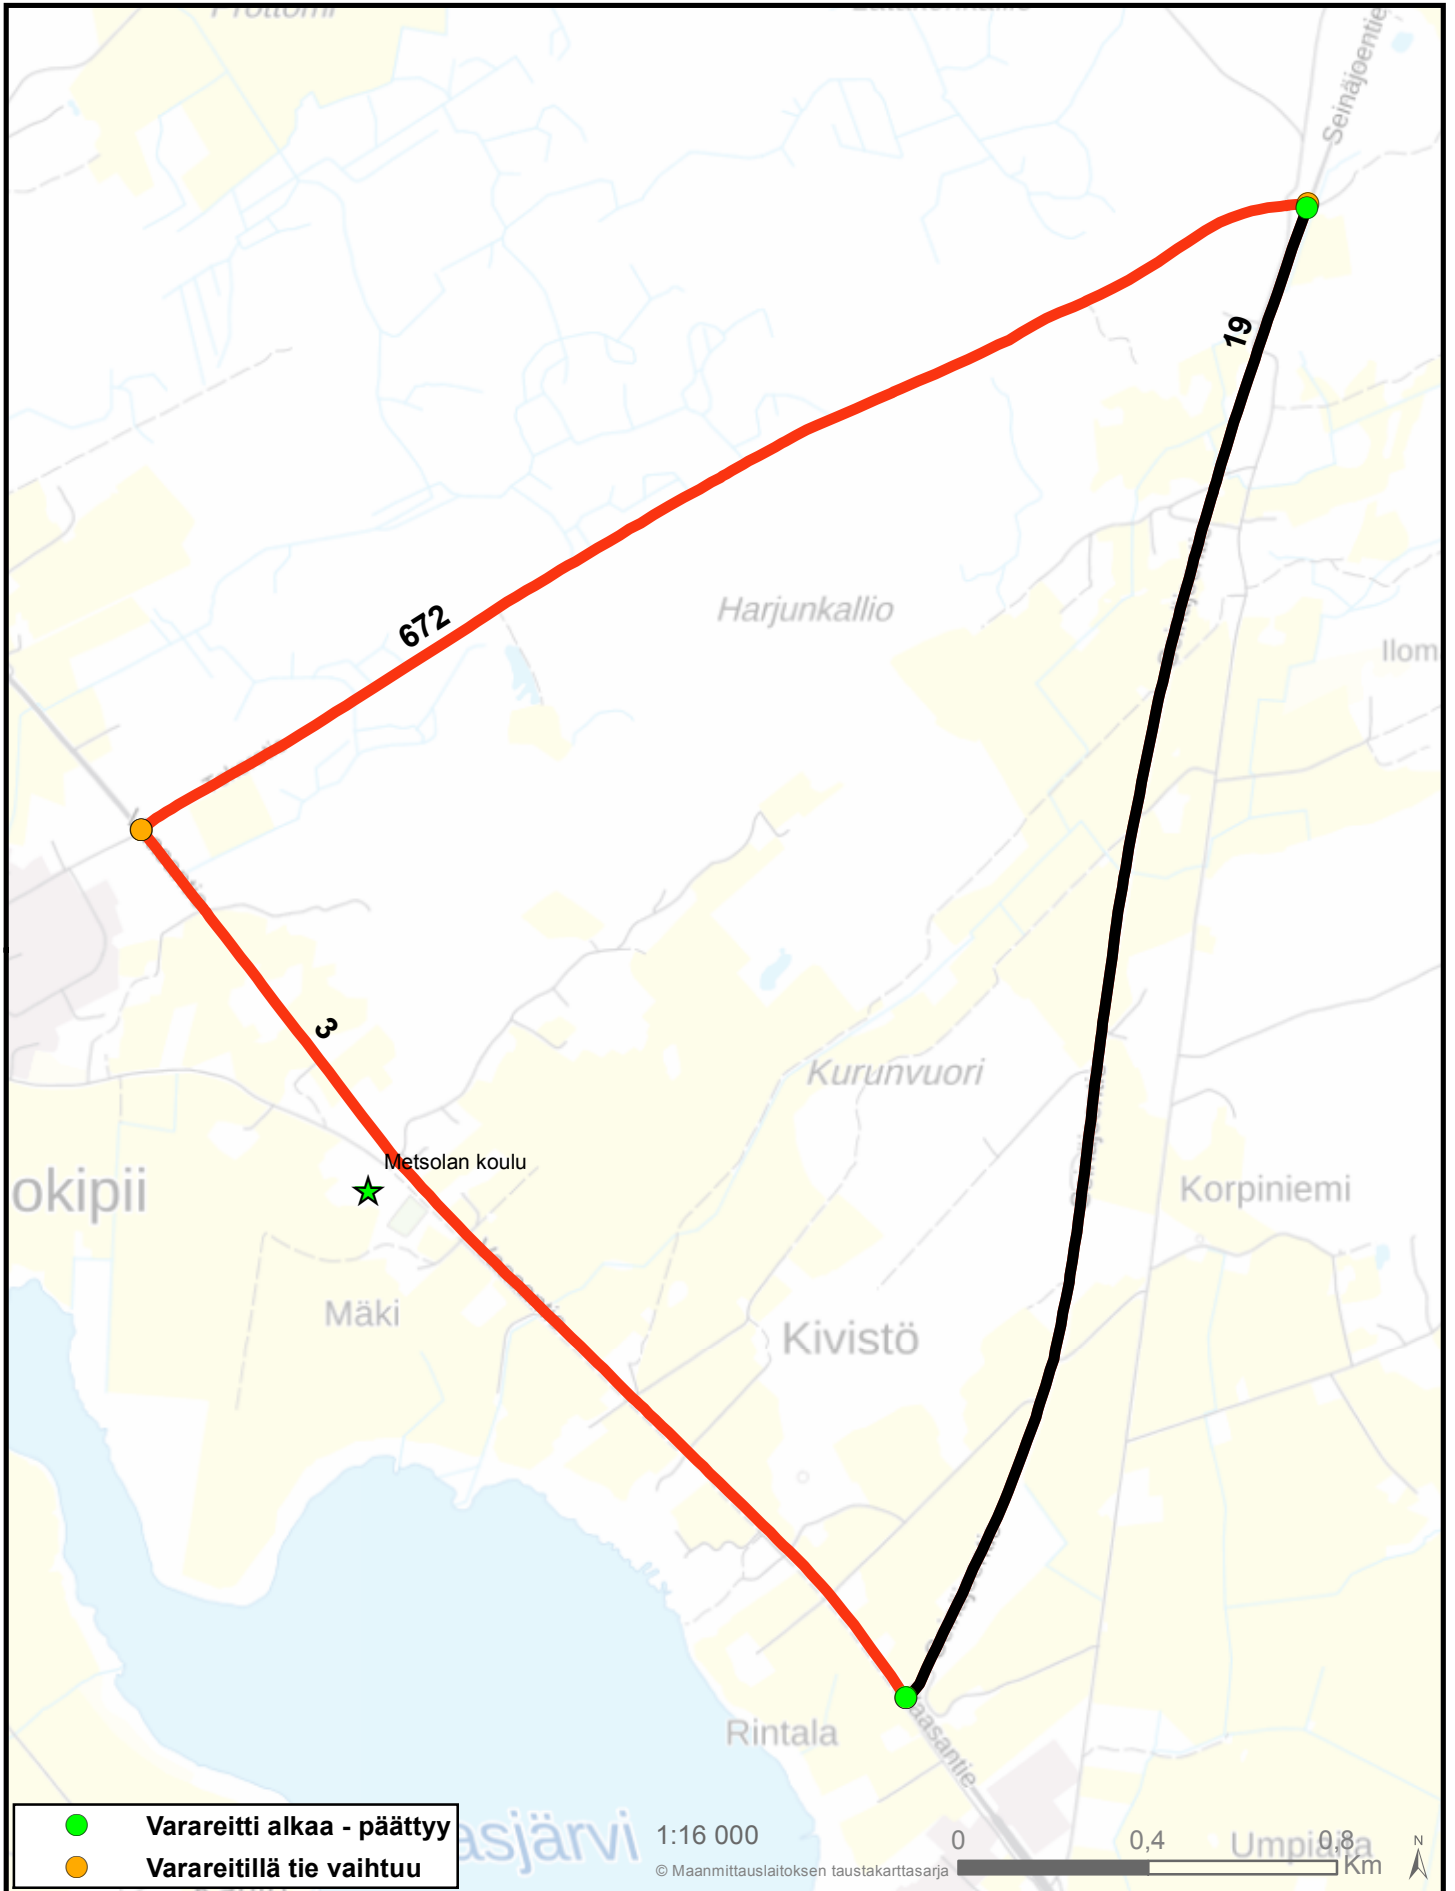 Seinäjoentie
19
Harjunkallio
672
Ilom
3
Kurunvuori
Metsolan koulu
okipii
Korpiniemi
Mäki
Kivistö
Rintala
aasantie
Varareitti alkaa - päättyy
Varareitillä tie vaihtuu
asjärvi
1:16 000
© Maanmittauslaitoksen taustakarttasarja
0
0,4
0,8
Km
N